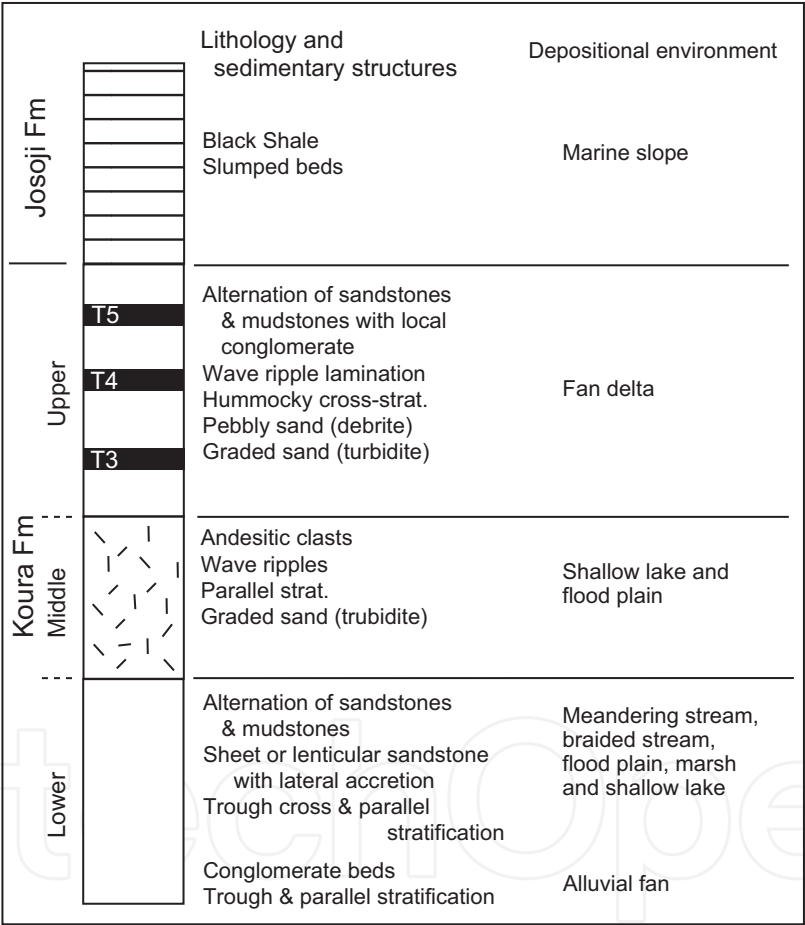 Lithology and
sedimentary structures
Depositional environment
Josoji Fm
Black Shale
Slumped beds
Marine slope
Koura Fm
Upper
T5
T4
T3
Alternation of sandstones
& mudstones with local
conglomerate
Wave ripple lamination
Hummocky cross-strat.
Pebbly sand (debrite)
Graded sand (turbidite)
Fan delta
Middle
Andesitic clasts
Wave ripples
Parallel strat.
Graded sand (trubidite)
Shallow lake and
flood plain
Lower
Alternation of sandstones
& mudstones
Sheet or lenticular sandstone
with lateral accretion
Trough cross & parallel
stratification
Meandering stream,
braided stream,
flood plain, marsh
and shallow lake
Conglomerate beds
Trough & parallel stratification
Alluvial fan
techOpe